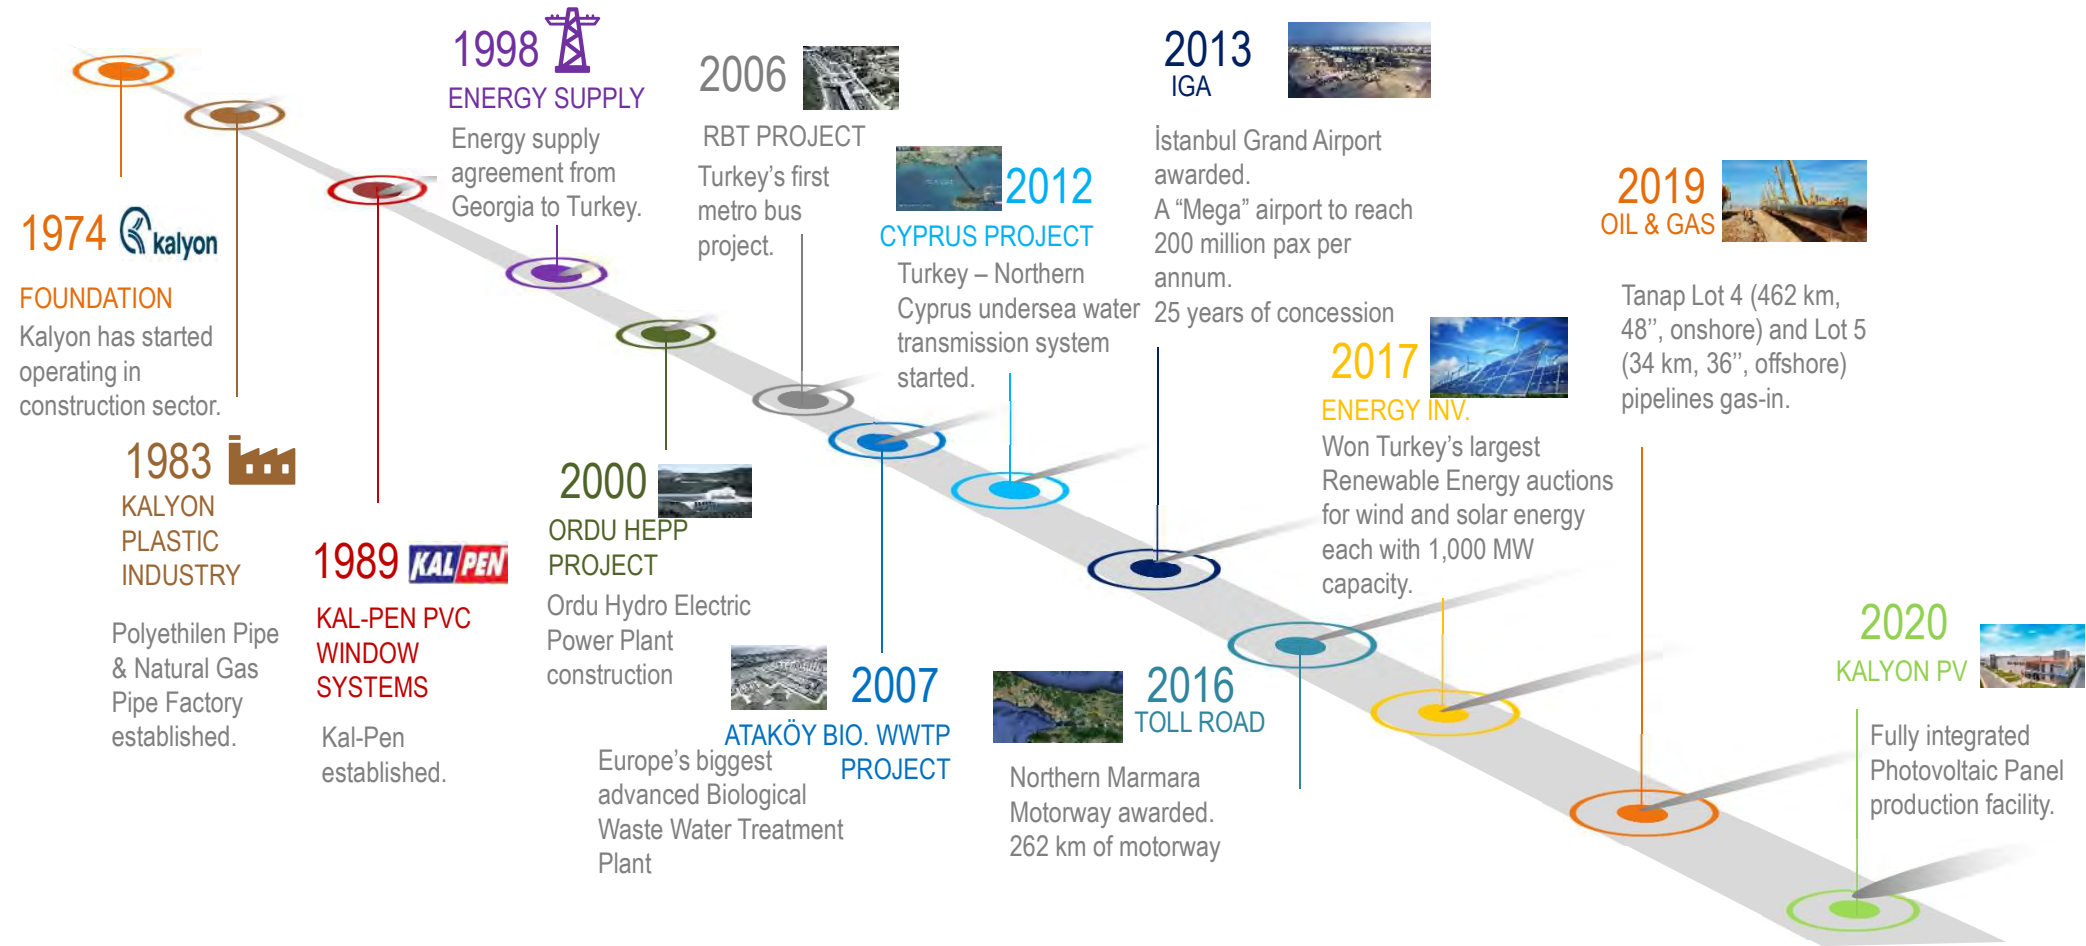 1974
kalyon
FOUNDATION
Kalyon has started
operating in
construction sector.
1983
KALYON
PLASTIC
INDUSTRY
Polyethilen Pipe
& Natural Gas
Pipe Factory
established.
1989
KAL PEN
KAL-PEN PVC
WINDOW
SYSTEMS
Kal-Pen
established.
1998
ENERGY SUPPLY
Energy supply
agreement from
Georgia to Turkey.
2000
ORDU HEPP
PROJECT
Ordu Hydro Electric
Power Plant
construction
2006
RBT PROJECT
Turkey’s first
metro bus
project.
2007
ATAKÖY BIO. WWTP
PROJECT
Europe’s biggest
advanced Biological
Waste Water Treatment
Plant
2012
CYPRUS PROJECT
Turkey – Northern
Cyprus undersea water
transmission system
started.
2013
IGA
İstanbul Grand Airport
awarded.
A “Mega” airport to reach
200 million pax per
annum.
25 years of concession
2016
TOLL ROAD
Northern Marmara
Motorway awarded.
262 km of motorway
2017
ENERGY INV.
Won Turkey’s largest
Renewable Energy auctions
for wind and solar energy
each with 1,000 MW
capacity.
2019
OIL & GAS
Tanap Lot 4 (462 km,
48’’, onshore) and Lot 5
(34 km, 36’’, offshore)
pipelines gas-in.
2020
KALYON PV
Fully integrated
Photovoltaic Panel
production facility.